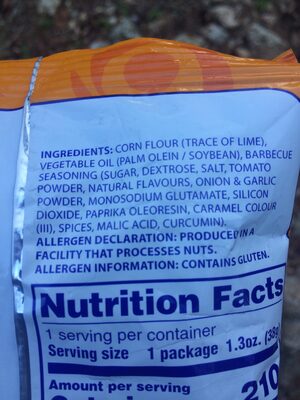 INGREDIENTS: CORN FLOUR (TRACE OF LIME),
VEGETABLE OIL (PALM OLEIN / SOYBEAN), BARBECUE
SEASONING (SUGAR, DEXTROSE, SALT, TOMATO
POWDER, NATURAL FLAVOURS, ONION & GARLIC
POWDER, MONOSODIUM GLUTAMATE, SILICON
DIOXIDE, PAPRIKA OLEORESIN, CARAMEL COLOUR
(III), SPICES, MALIC ACID, CURCUMIN).
ALLERGEN DECLARATION: PRODUCED IN A
FACILITY THAT PROCESSES NUTS.
ALLERGEN INFORMATION: CONTAINS GLUTEN.
Nutrition Facts
1 serving per container
Serving size 1 package 1.3oz. (38g
Amount per serving
210